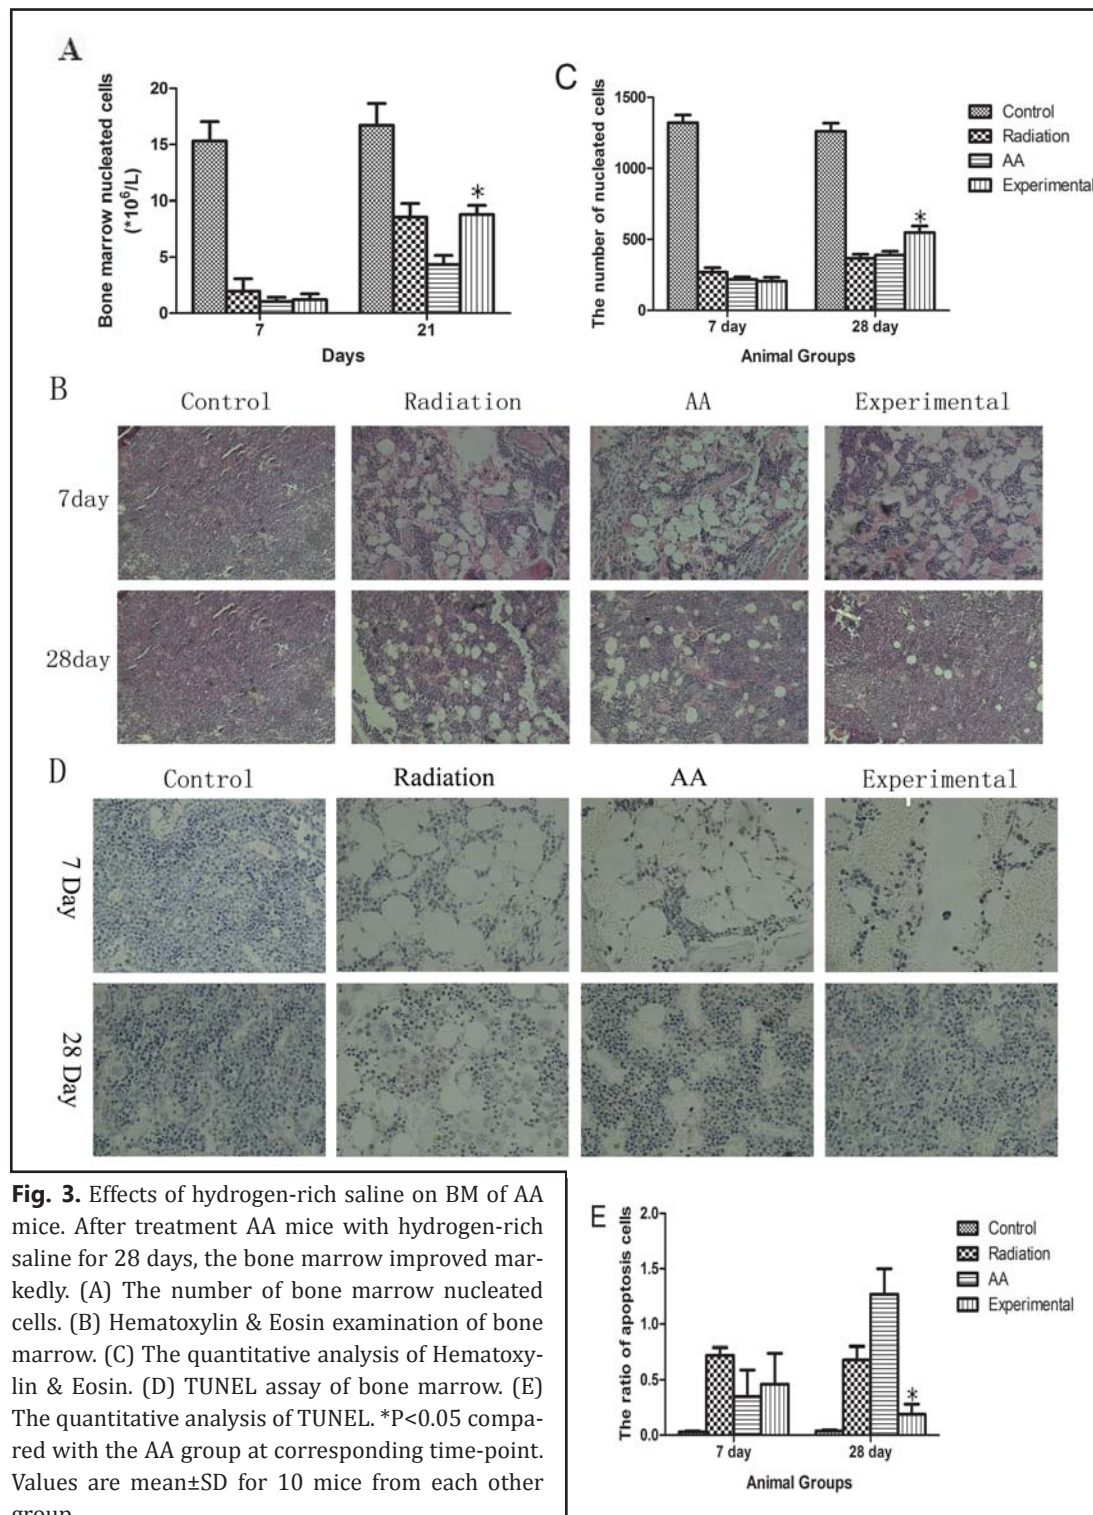 A
Bone marrow nucleated cells
(*10⁶/L)
20
15
10
5
0
*
7
21
Days
C
The number of nucleated cells
1500
1000
500
0
*
7 day
28 day
Animal Groups
Control
Radiation
AA
Experimental
B
Control
Radiation
AA
Experimental
7day
28day
D
Control
Radiation
AA
Experimental
7 Day
28 Day
Fig. 3. Effects of hydrogen-rich saline on BM of AA
mice. After treatment AA mice with hydrogen-rich
saline for 28 days, the bone marrow improved mar-
kedly. (A) The number of bone marrow nucleated
cells. (B) Hematoxylin & Eosin examination of bone
marrow. (C) The quantitative analysis of Hematoxy-
lin & Eosin. (D) TUNEL assay of bone marrow. (E)
The quantitative analysis of TUNEL. *P<0.05 compa-
red with the AA group at corresponding time-point.
Values are mean±SD for 10 mice from each other
group
E
The ratio of apoptosis cells
2.0
1.5
1.0
0.5
0.0
*
7 day
28 day
Animal Groups
Control
Radiation
AA
Experimental